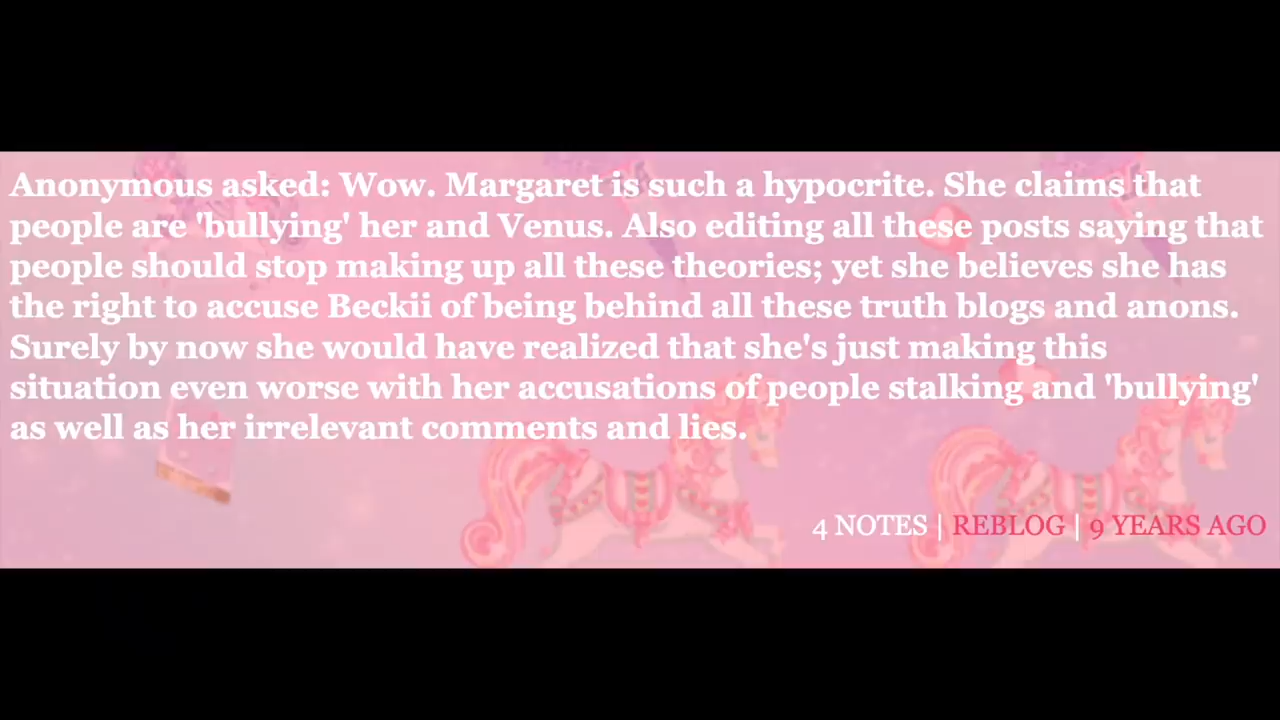 Anonymous asked: Wow. Margaret is such a hypocrite. She claims that
people are 'bullying' her and Venus. Also editing all these posts saying that
people should stop making up all these theories; yet she believes she has
the right to accuse Beckii of being behind all these truth blogs and anons.
Surely by now she would have realized that she's just making this
situation even worse with her accusations of people stalking and 'bullying'
as well as her irrelevant comments and lies.
4 NOTES | REBLOG | 9 YEARS AGO